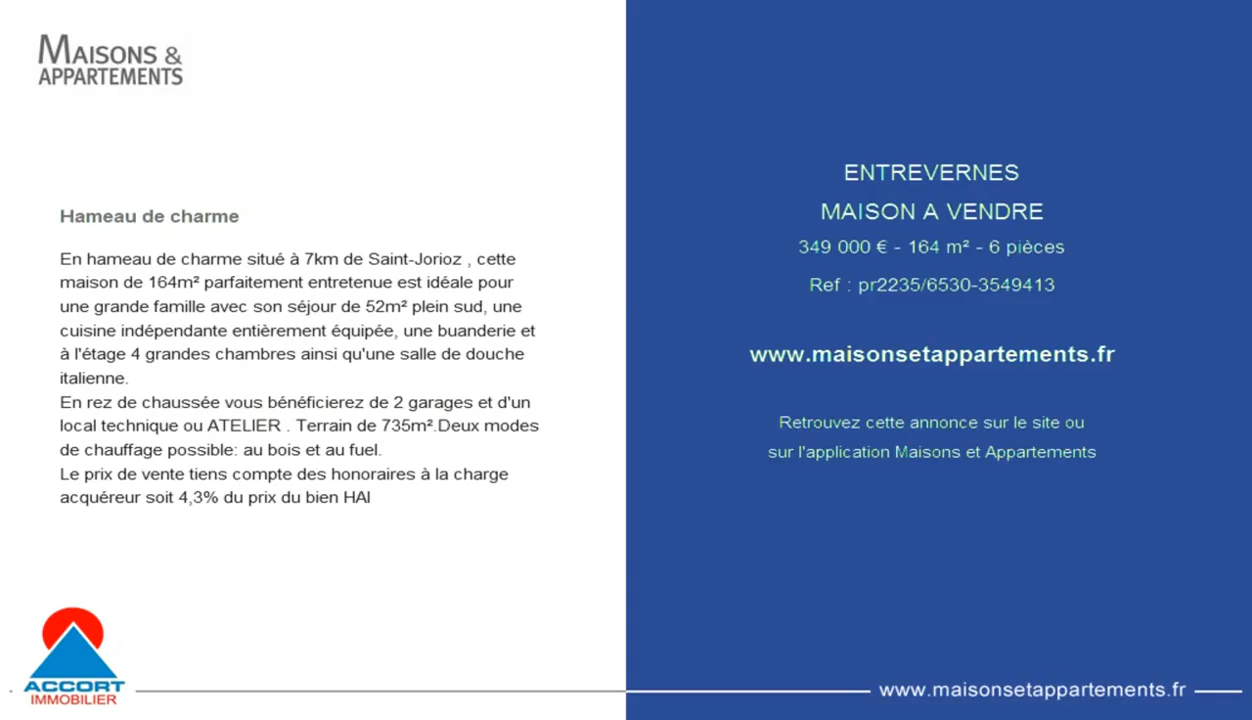 MAISONS &
APPARTEMENTS
Hameau de charme
En hameau de charme situé à 7km de Saint-Jorioz , cette
maison de 164m² parfaitement entretenue est idéale pour
une grande famille avec son séjour de 52m² plein sud, une
cuisine indépendante entièrement équipée, une buanderie et
à l'étage 4 grandes chambres ainsi qu'une salle de douche
italienne.
En rez de chaussée vous bénéficierez de 2 garages et d'un
local technique ou ATELIER . Terrain de 735m².Deux modes
de chauffage possible: au bois et au fuel.
Le prix de vente tiens compte des honoraires à la charge
acquéreur soit 4,3% du prix du bien HAI
ACCORT
IMMOBILIER
ENTREVERNES
MAISON A VENDRE
349 000 € - 164 m² - 6 pièces
Ref : pr2235/6530-3549413
www.maisonsetappartements.fr
Retrouvez cette annonce sur le site ou
sur l'application Maisons et Appartements
www.maisonsetappartements.fr